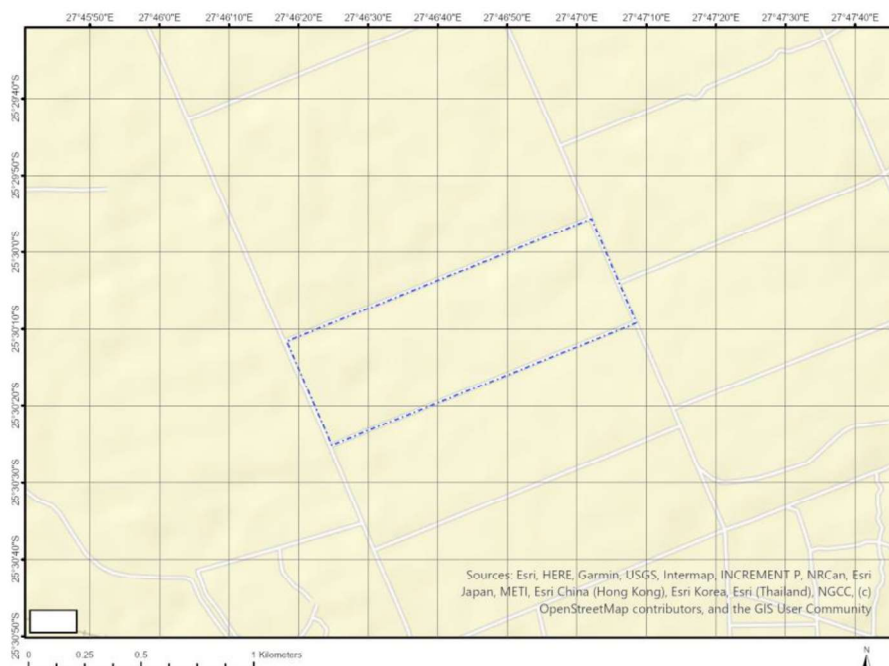 27°45'50"E 27°46'0"E 27°46'10"E 27°46'20"E 27°46'30"E 27°46'40"E 27°46'50"E 27°47'0"E 27°47'10"E 27°47'20"E 27°47'30"E 27°47'40"E
25°29'40"S
25°29'50"S
25°30'0"S
25°30'10"S
25°30'20"S
25°30'30"S
25°30'40"S
25°30'50"S
Sources: Esri, HERE, Garmin, USGS, Intermap, INCREMENT P, NRCan, Esri
Japan, METI, Esri China (Hong Kong), Esri Korea, Esri (Thailand), NGCC, (c)
OpenStreetMap contributors, and the GIS User Community
0 0.25 0.5 1 Kilometers
N